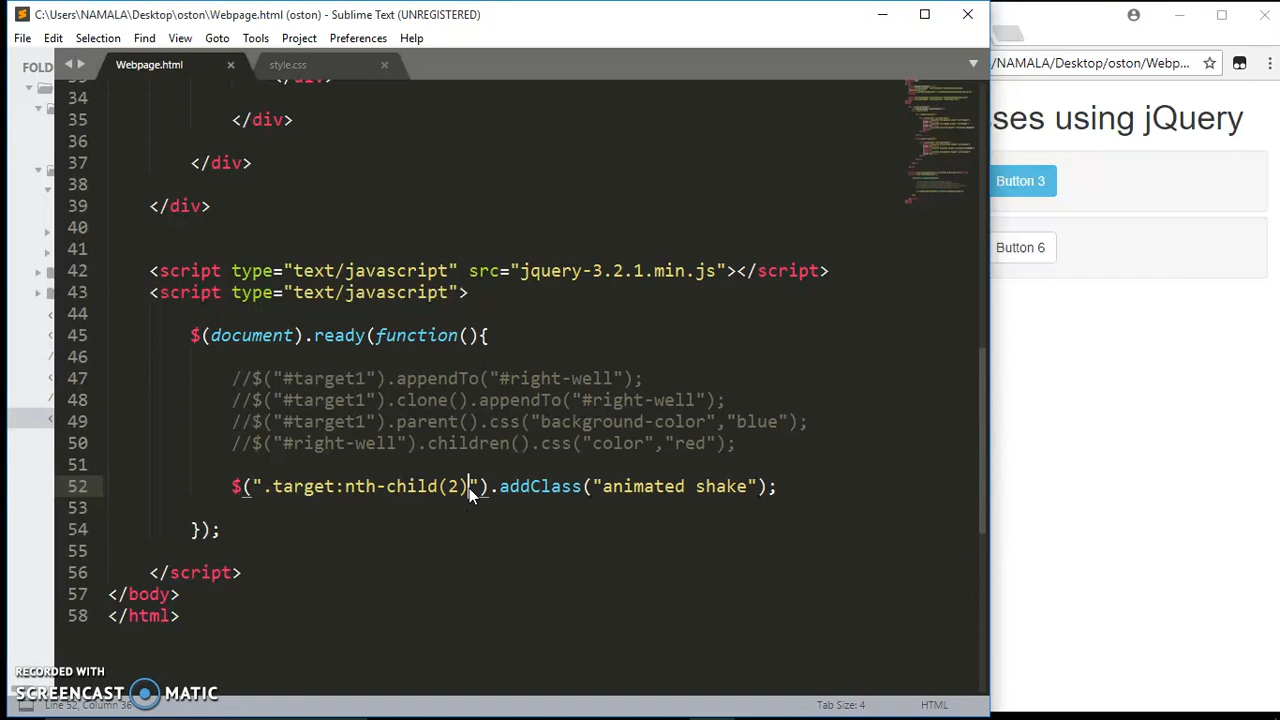 C:\Users\NAMALA\Desktop\oston\Webpage.html (oston) - Sublime Text (UNREGISTERED)
File Edit Selection Find View Goto Tools Project Preferences Help
FOLD
Webpage.html
style.css
/NAMALA/Desktop/oston/Webp...
sses using jQuery
Button 3
Button 6
34
35 </div>
36
37 </div>
38
39 </div>
40
41
42 <script type="text/javascript" src="jquery-3.2.1.min.js"></script>
43 <script type="text/javascript">
44
45 $(document).ready(function(){
46
47 //$("#target1").appendTo("#right-well");
48 //$("#target1").clone().appendTo("#right-well");
49 //$("#target1").parent().css("background-color","blue");
50 //$("#right-well").children().css("color","red");
51
52 $(".target:nth-child(2)").addClass("animated shake");
53
54 });
55
56 </script>
57 </body>
58 </html>
RECORDED WITH
SCREENCAST MATIC
Line 52, Column 36
Tab Size: 4
HTML